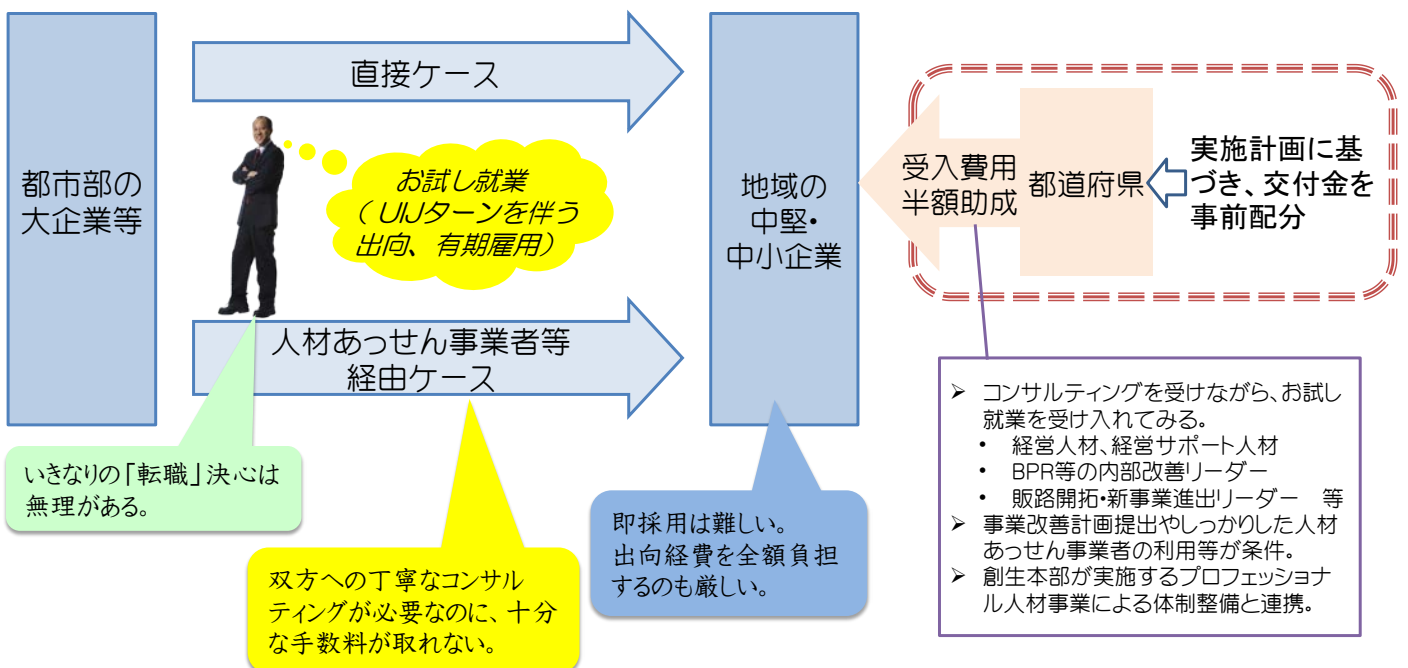 都市部の
大企業等
直接ケース
お試し就業
（UIJターンを伴う
出向、有期雇用）
人材あっせん事業者等
経由ケース
地域の
中堅・
中小企業
受入費用
半額助成
都道府県
実施計画に基
づき、交付金を
事前配分
いきなりの「転職」決心は
無理がある。
双方への丁寧なコンサル
ティングが必要なのに、十分
な手数料が取れない。
即採用は難しい。
出向経費を全額負担
するのも厳しい。
➢ コンサルティングを受けながら、お試し
就業を受け入れてみる。
• 経営人材、経営サポート人材
• BPR等の内部改善リーダー
• 販路開拓・新事業進出リーダー　等
➢ 事業改善計画提出やしっかりした人材
あっせん事業者の利用等が条件。
➢ 創生本部が実施するプロフェッショナ
ル人材事業による体制整備と連携。